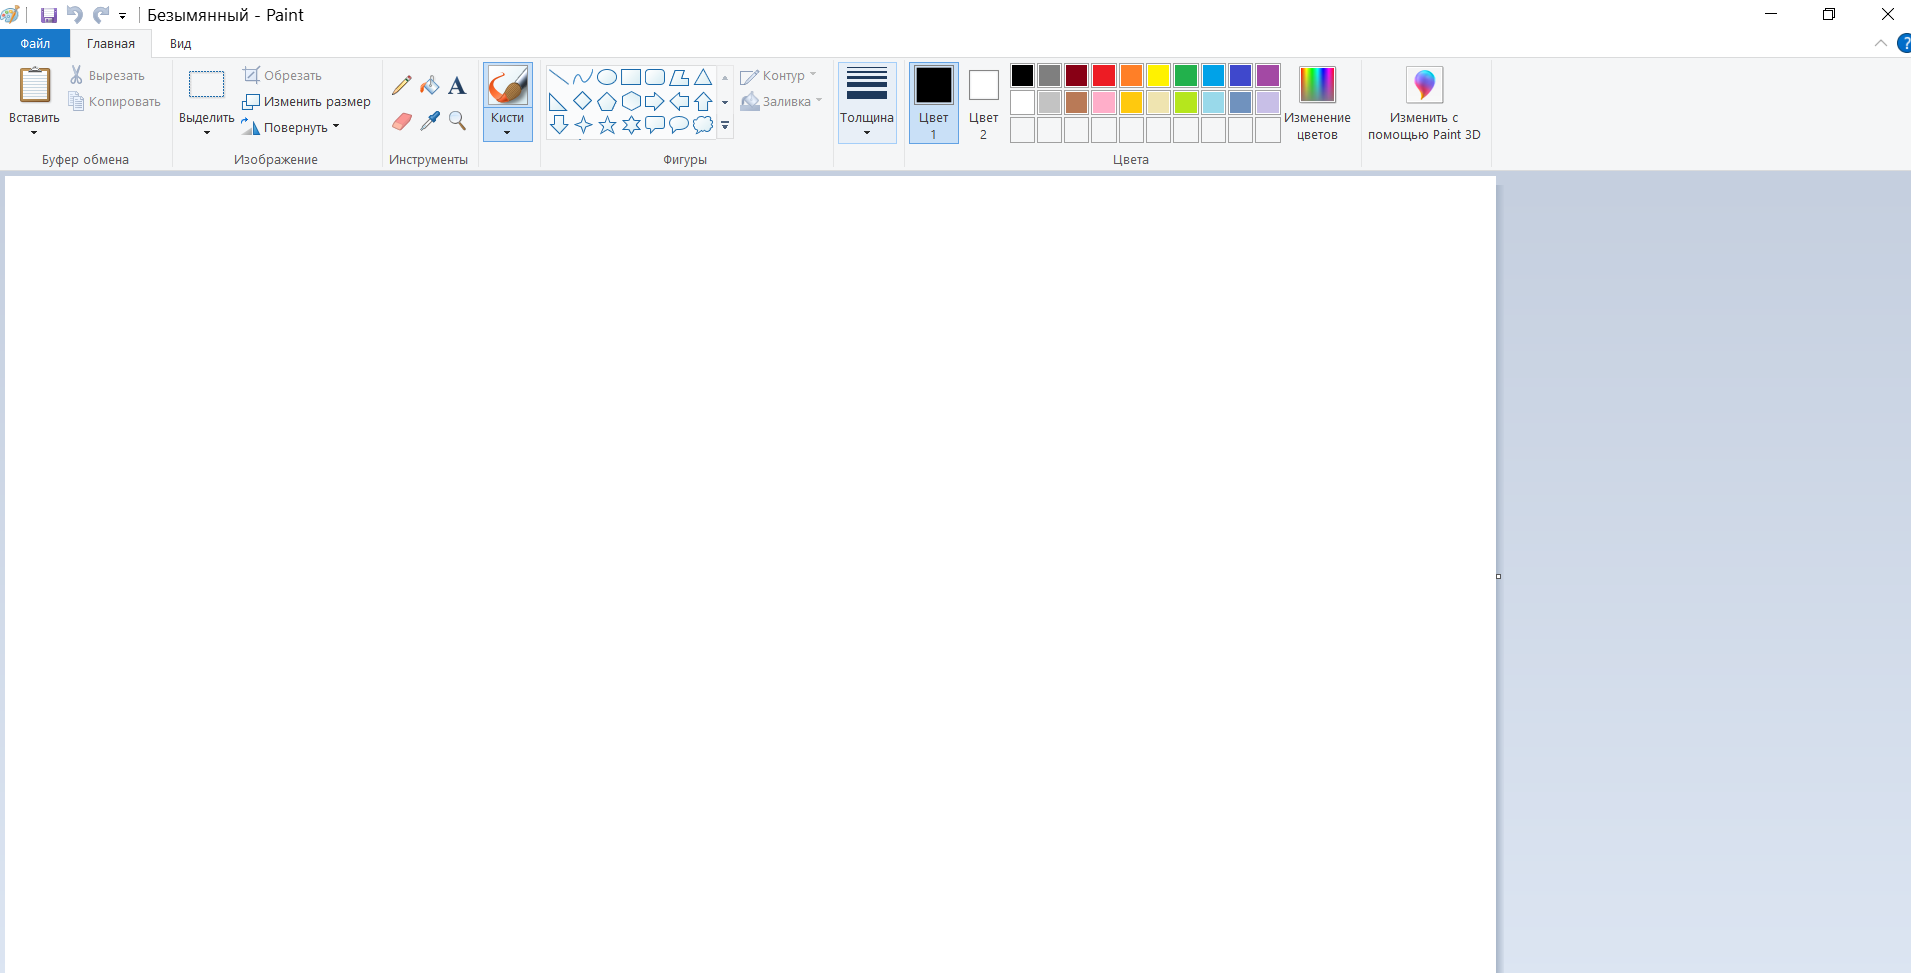 Безымянный - Paint
Файл Главная Вид
Вставить
Вырезать
Копировать
Буфер обмена
Выделить
Обрезать
Изменить размер
Повернуть
Изображение
A
Инструменты
Кисти
Контур
Заливка
Фигуры
Толщина
Цвет
1
Цвет
2
Изменение
цветов
Цвета
Изменить с
помощью Paint 3D
?